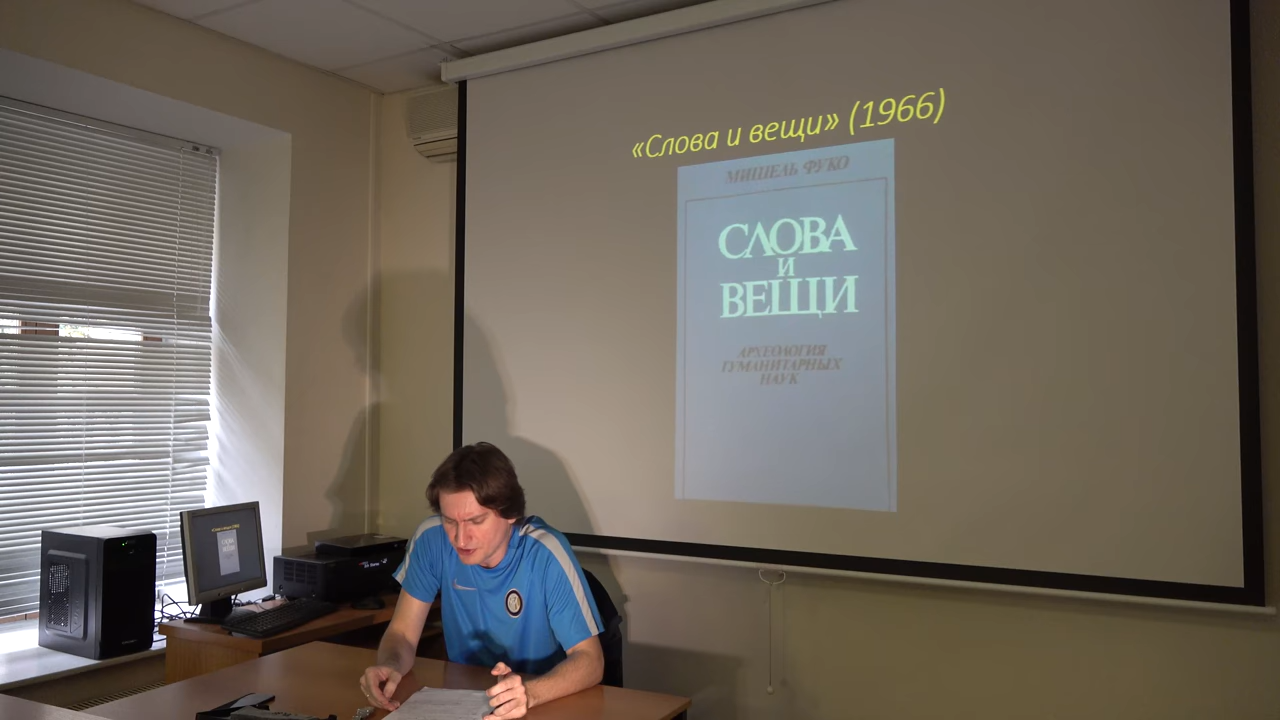 «Слова и вещи» (1966)
МИШЕЛЬ ФУКО
СЛОВА
И
ВЕЩИ
АРХЕОЛОГИЯ
ГУМАНИТАРНЫХ
НАУК